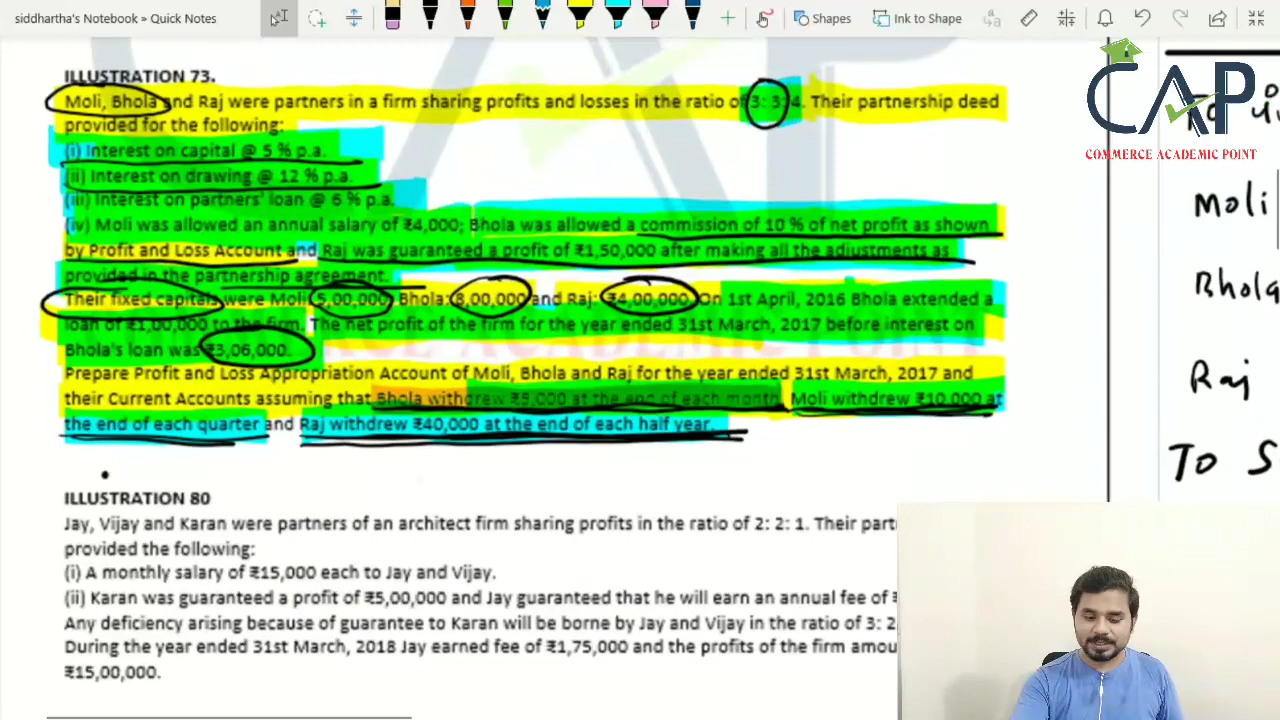 siddhartha's Notebook » Quick Notes
Shapes
Ink to Shape
ILLUSTRATION 73.
Moli, Bhola and Raj were partners in a firm sharing profits and losses in the ratio of 3: 3: 4. Their partnership deed
provided for the following:
(i) Interest on capital @ 5 % p.a.
(ii) Interest on drawing @ 12 % p.a.
(iii) Interest on partners' loan @ 6 % p.a.
(iv) Moli was allowed an annual salary of ₹4,000; Bhola was allowed a commission of 10 % of net profit as shown
by Profit and Loss Account and Raj was guaranteed a profit of ₹1,50,000 after making all the adjustments as
provided in the partnership agreement.
Their fixed capitals were Moli: 5,00,000; Bhola: 8,00,000 and Raj: ₹4,00,000. On 1st April, 2016 Bhola extended a
loan of ₹1,00,000 to the firm. The net profit of the firm for the year ended 31st March, 2017 before interest on
Bhola's loan was ₹3,06,000.
Prepare Profit and Loss Appropriation Account of Moli, Bhola and Raj for the year ended 31st March, 2017 and
their Current Accounts assuming that Bhola withdrew ₹5,000 at the end of each month, Moli withdrew ₹10,000 at
the end of each quarter and Raj withdrew ₹40,000 at the end of each half year.
ILLUSTRATION 80
Jay, Vijay and Karan were partners of an architect firm sharing profits in the ratio of 2: 2: 1. Their part
provided the following:
(i) A monthly salary of ₹15,000 each to Jay and Vijay.
(ii) Karan was guaranteed a profit of ₹5,00,000 and Jay guaranteed that he will earn an annual fee of ₹
Any deficiency arising because of guarantee to Karan will be borne by Jay and Vijay in the ratio of 3: 2
During the year ended 31st March, 2018 Jay earned fee of ₹1,75,000 and the profits of the firm amou
₹15,00,000.
CAP
COMMERCE ACADEMIC POINT
Moli
Bhola
Raj
TO S